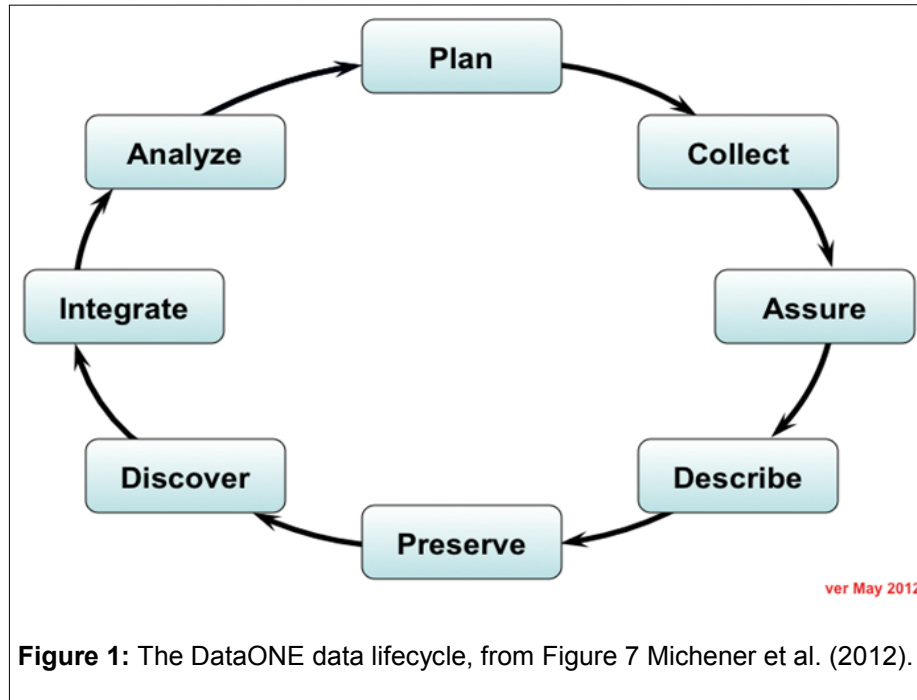 Plan
Collect
Assure
Describe
Preserve
Discover
Integrate
Analyze
ver May 2012
Figure 1: The DataONE data lifecycle, from Figure 7 Michener et al. (2012).